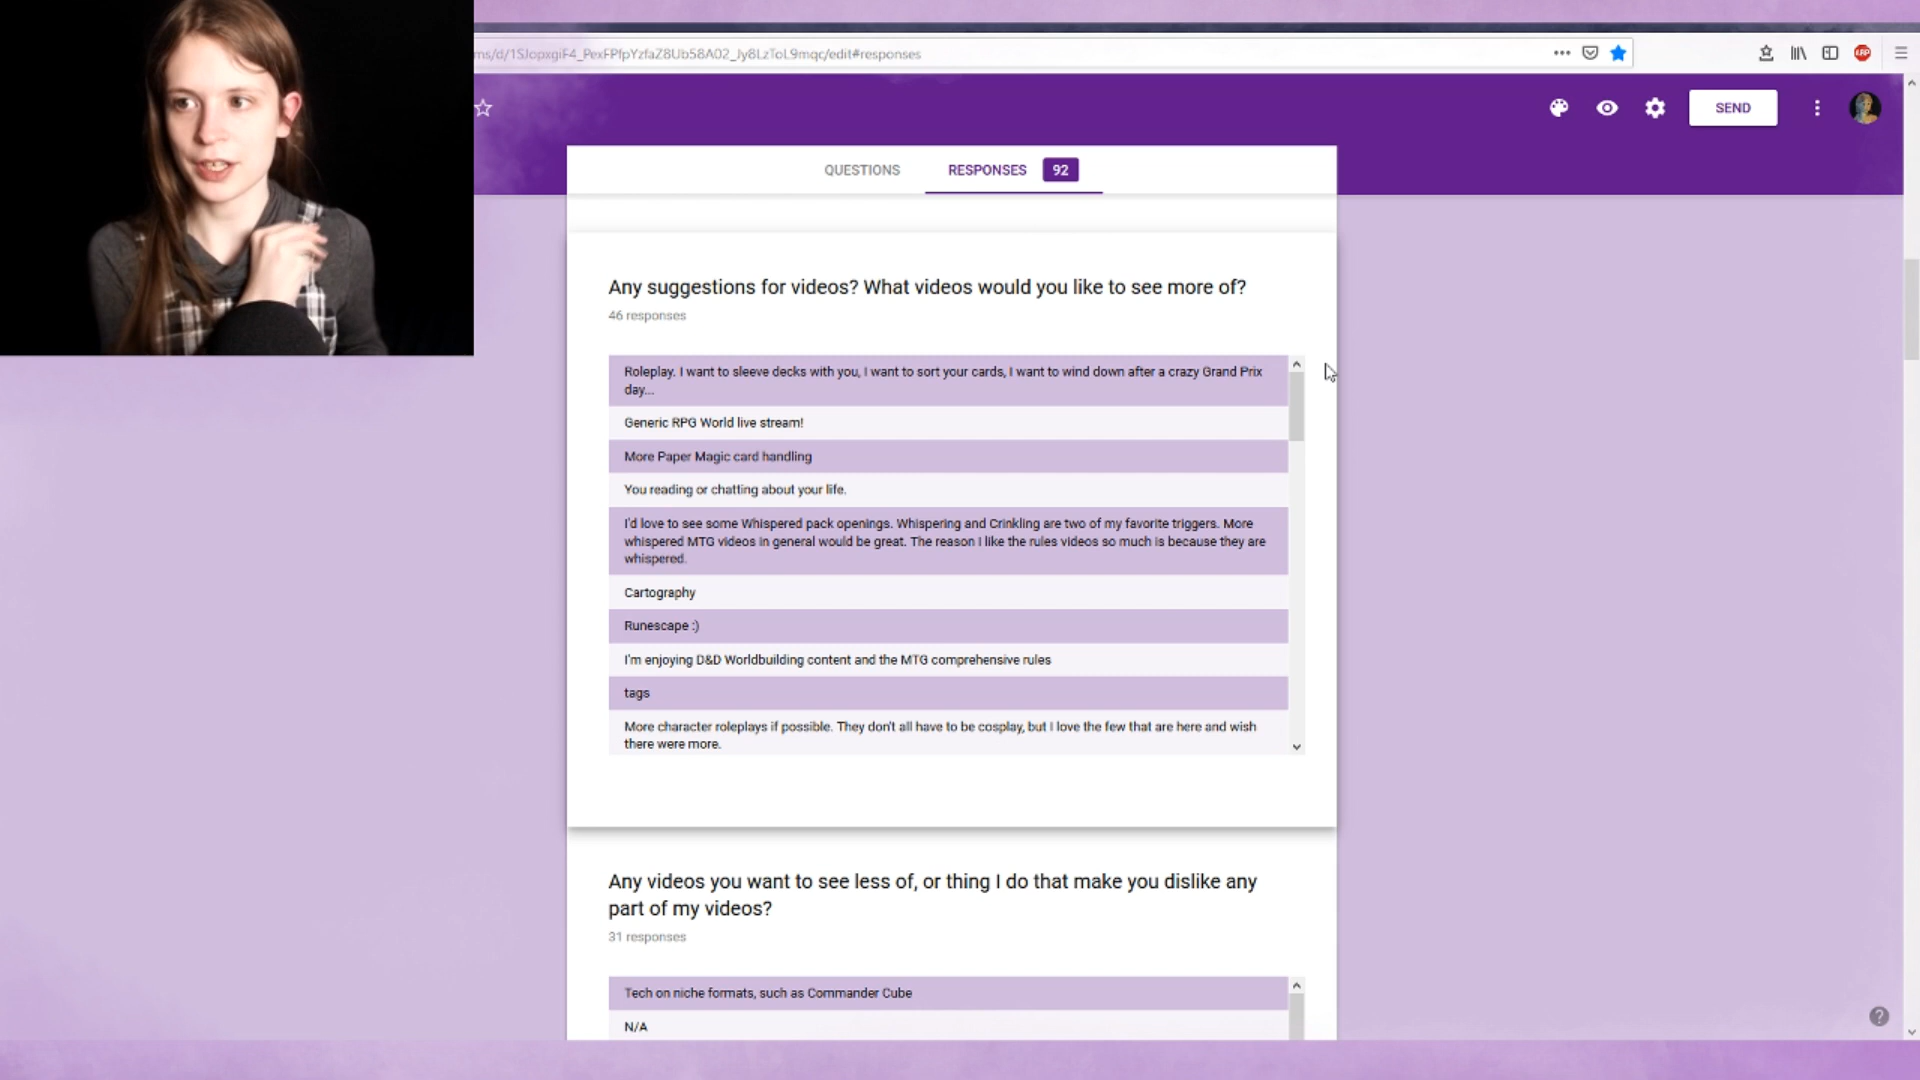 ms/d/1SJopxgiF4_PexFPfpYzfaZ8Ub58A02_Jy8LzToL9mqc/edit#responses
SEND
QUESTIONS RESPONSES 92
Any suggestions for videos? What videos would you like to see more of?
46 responses
Roleplay. I want to sleeve decks with you, I want to sort your cards, I want to wind down after a crazy Grand Prix
day...
Generic RPG World live stream!
More Paper Magic card handling
You reading or chatting about your life.
I'd love to see some Whispered pack openings. Whispering and Crinkling are two of my favorite triggers. More
whispered MTG videos in general would be great. The reason I like the rules videos so much is because they are
whispered.
Cartography
Runescape :)
I'm enjoying D&D Worldbuilding content and the MTG comprehensive rules
tags
More character roleplays if possible. They don't all have to be cosplay, but I love the few that are here and wish
there were more.
Any videos you want to see less of, or thing I do that make you dislike any
part of my videos?
31 responses
Tech on niche formats, such as Commander Cube
N/A